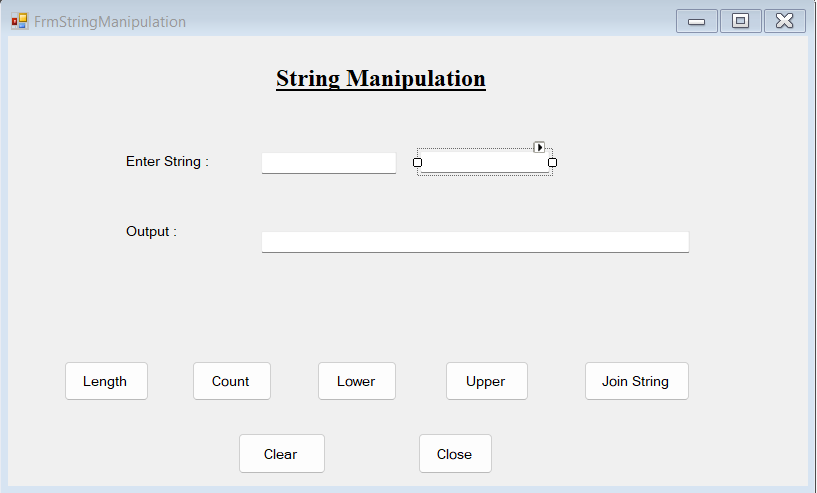 FrmStringManipulation
String Manipulation
Enter String :
Output :
Length Count Lower Upper Join String
Clear Close